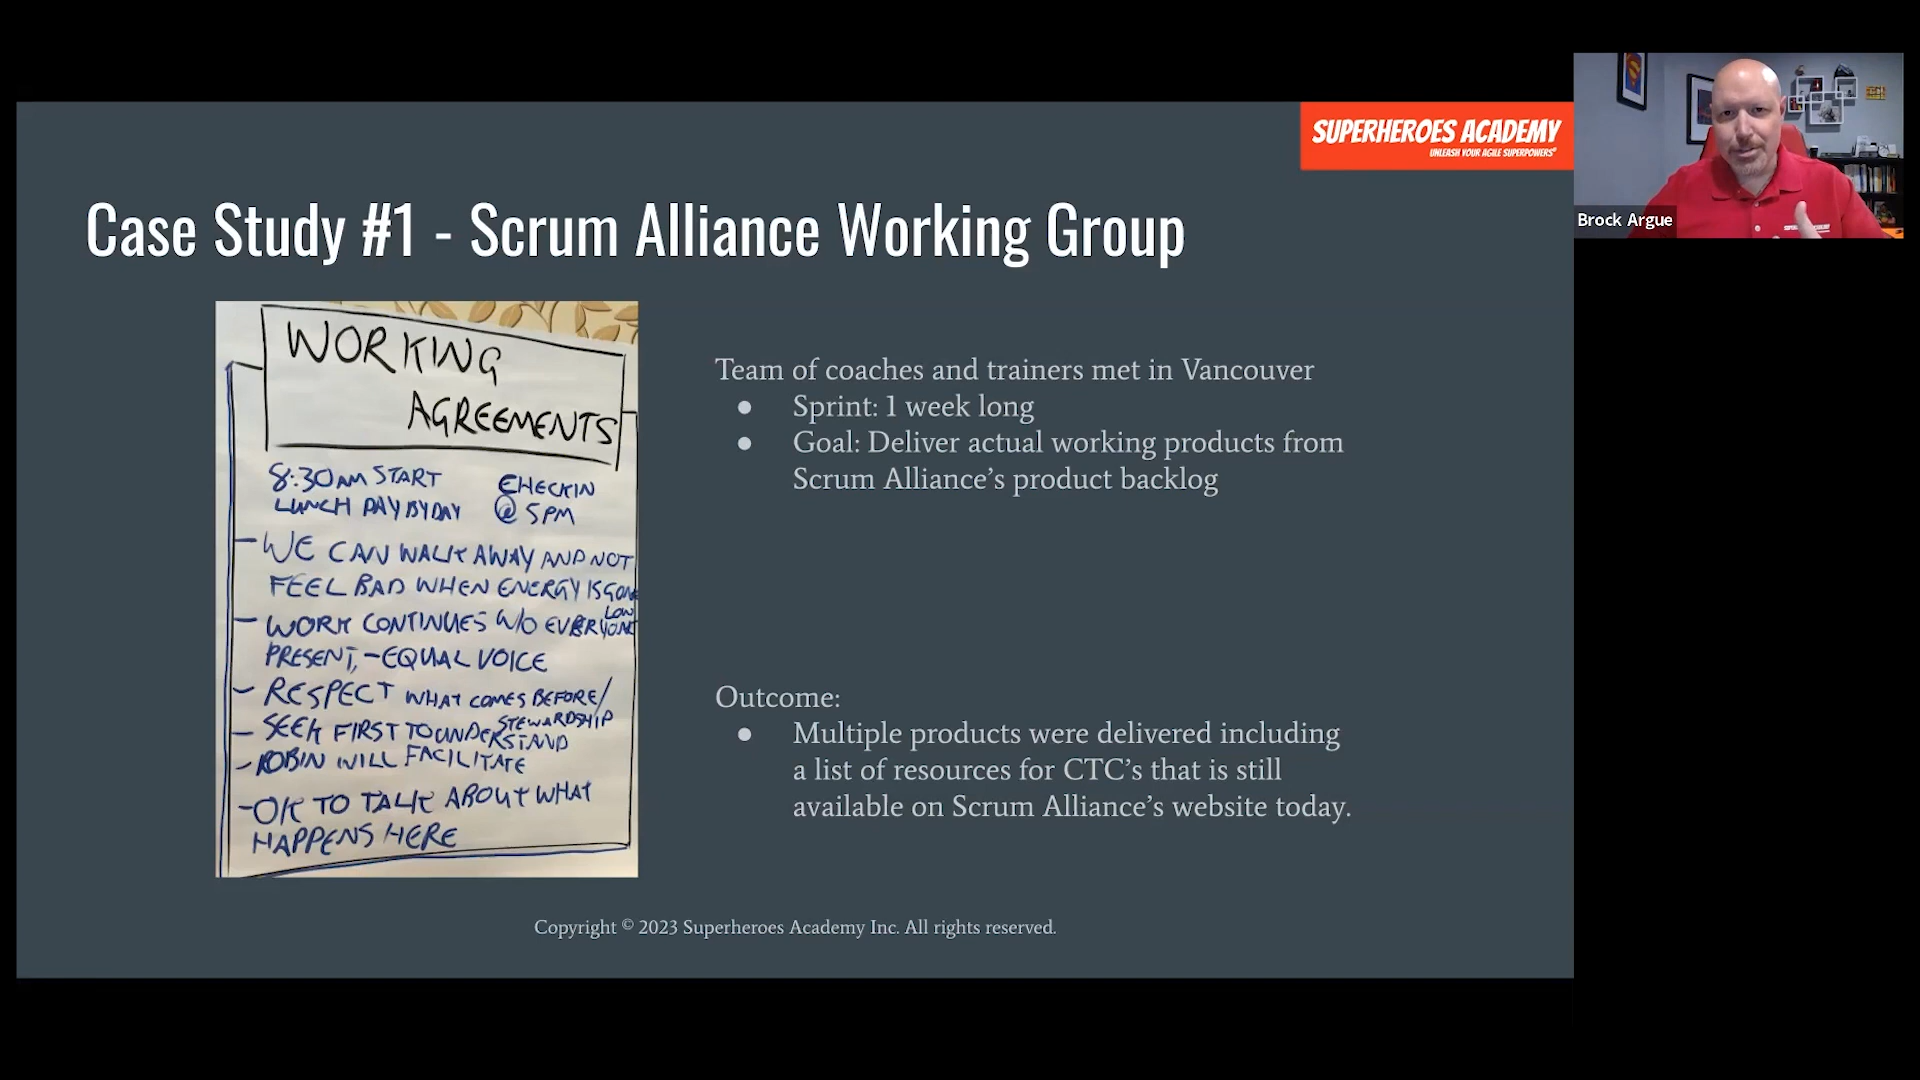 SUPERHEROES ACADEMY
UNLEASH YOUR AGILE SUPERPOWERS®
Brock Argue
Case Study #1 - Scrum Alliance Working Group
WORKING
AGREEMENTS
8:30AM START
LUNCH DAY BY DAY
CHECKIN
@ 5PM
- WE CAN WALK AWAY AND NOT
FEEL BAD WHEN ENERGY IS GONE
LOW
- WORK CONTINUES W/O EVERYONE
PRESENT, - EQUAL VOICE
- RESPECT WHAT COMES BEFORE/
STEWARDSHIP
- SEEK FIRST TO UNDERSTAND
- ROBIN WILL FACILITATE
- OK TO TALK ABOUT WHAT
HAPPENS HERE
Team of coaches and trainers met in Vancouver
● Sprint: 1 week long
● Goal: Deliver actual working products from
Scrum Alliance’s product backlog
Outcome:
● Multiple products were delivered including
a list of resources for CTC’s that is still
available on Scrum Alliance’s website today.
Copyright © 2023 Superheroes Academy Inc. All rights reserved.